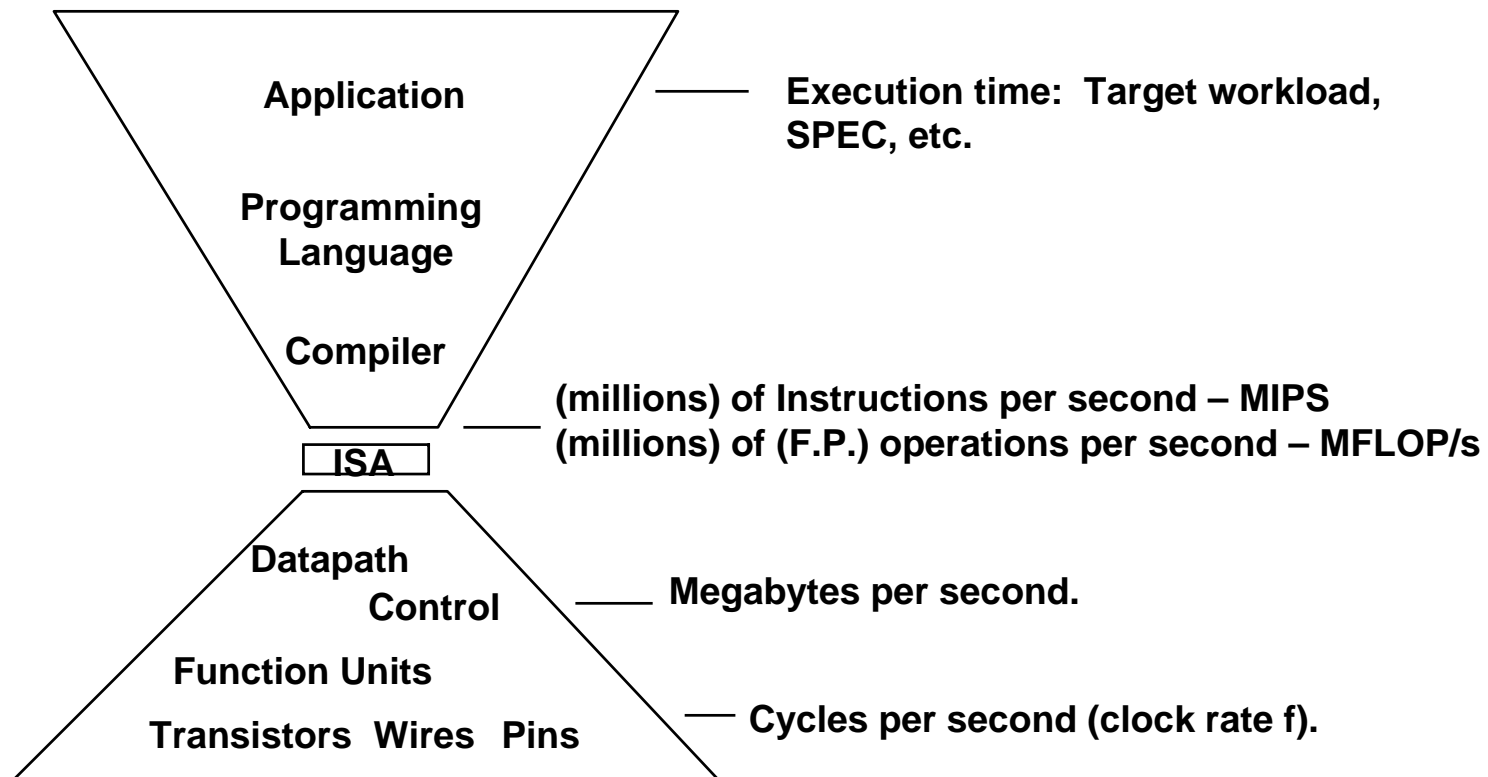 Application
Execution time: Target workload,
SPEC, etc.
Programming
Language
Compiler
(millions) of Instructions per second – MIPS
(millions) of (F.P.) operations per second – MFLOP/s
ISA
Datapath
Control
Megabytes per second.
Function Units
Transistors Wires Pins
Cycles per second (clock rate f).